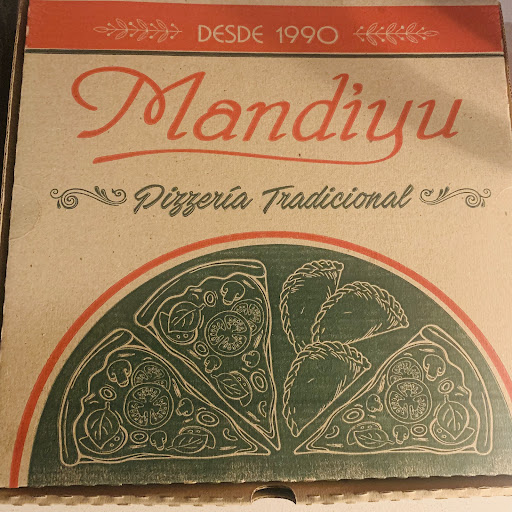 DESDE 1990
Mandiyu
Pizzería Tradicional